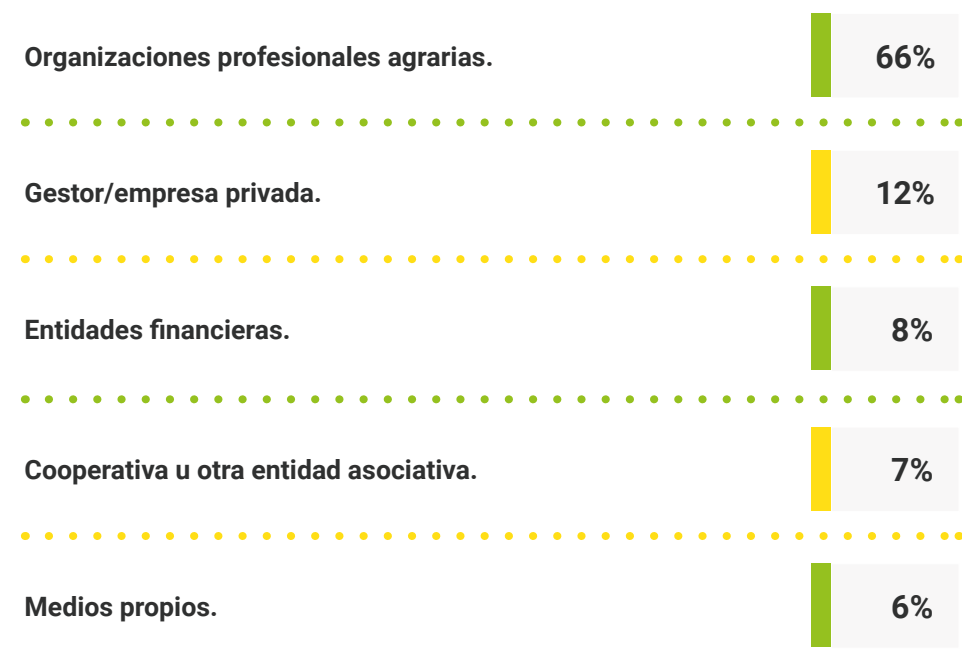 Organizaciones profesionales agrarias. 66%
Gestor/empresa privada. 12%
Entidades financieras. 8%
Cooperativa u otra entidad asociativa. 7%
Medios propios. 6%